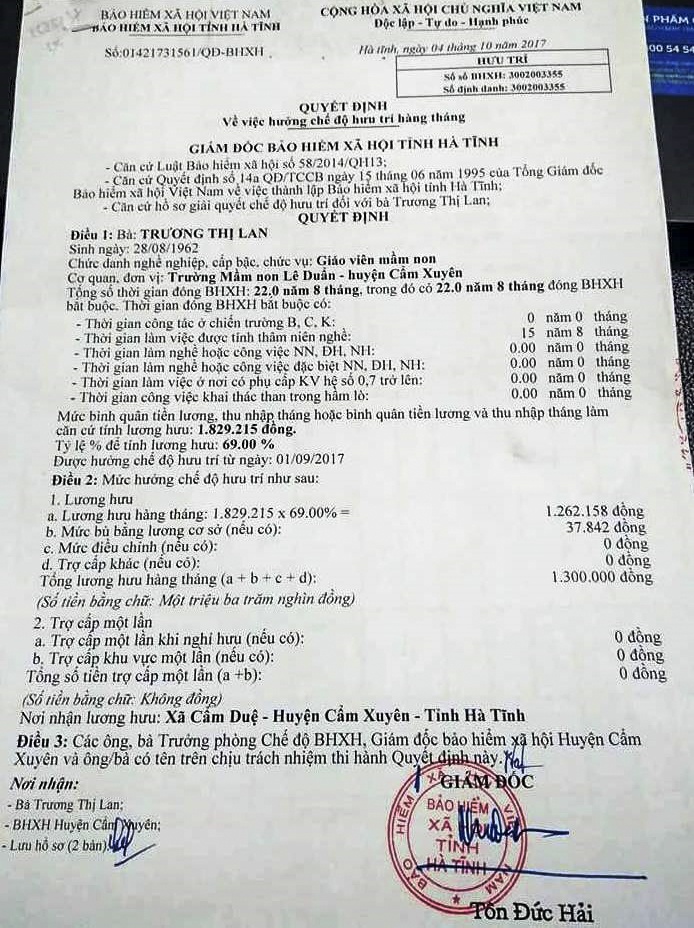 BẢO HIỂM XÃ HỘI VIỆT NAM
BẢO HIỂM XÃ HỘI TỈNH HÀ TĨNH
Số:01421731561/QĐ-BHXH
CỘNG HÒA XÃ HỘI CHỦ NGHĨA VIỆT NAM
Độc lập - Tự do - Hạnh phúc
Hà tĩnh, ngày 04 tháng 10 năm 2017
HƯU TRÍ
Số sổ BHXH: 3002003355
Số định danh: 3002003355
PHẨM
00 54 54
QUYẾT ĐỊNH
Về việc hưởng chế độ hưu trí hàng tháng
GIÁM ĐỐC BẢO HIỂM XÃ HỘI TỈNH HÀ TĨNH
- Căn cứ Luật Bảo hiểm xã hội số 58/2014/QH13;
- Căn cứ Quyết định số 14a QĐ/TCCB ngày 15 tháng 06 năm 1995 của Tổng Giám đốc
Bảo hiểm xã hội Việt Nam về việc thành lập Bảo hiểm xã hội tỉnh Hà Tĩnh;
- Căn cứ hồ sơ giải quyết chế độ hưu trí đối với bà Trương Thị Lan;
QUYẾT ĐỊNH
Điều 1: Bà: TRƯƠNG THỊ LAN
Sinh ngày: 28/08/1962
Chức danh nghề nghiệp, cấp bậc, chức vụ: Giáo viên mầm non
Cơ quan, đơn vị: Trường Mầm non Lê Duẩn - huyện Cẩm Xuyên
Tổng số thời gian đóng BHXH: 22,0 năm 8 tháng, trong đó có 22.0 năm 8 tháng đóng BHXH
bắt buộc. Thời gian đóng BHXH bắt buộc có:
- Thời gian công tác ở chiến trường B, C, K: 0 năm 0 tháng
- Thời gian làm việc được tính thâm niên nghề: 15 năm 8 tháng
- Thời gian làm nghề hoặc công việc NN, ĐH, NH: 0.00 năm 0 tháng
- Thời gian làm nghề hoặc công việc đặc biệt NN, ĐH, NH: 0.00 năm 0 tháng
- Thời gian làm việc ở nơi có phụ cấp KV hệ số 0,7 trở lên: 0.00 năm 0 tháng
- Thời gian công việc khai thác than trong hầm lò: 0.00 năm 0 tháng
Mức bình quân tiền lương, thu nhập tháng hoặc bình quân tiền lương và thu nhập tháng làm
căn cứ tính lương hưu: 1.829.215 đồng.
Tỷ lệ % để tính lương hưu: 69.00 %
Được hưởng chế độ hưu trí từ ngày: 01/09/2017
Điều 2: Mức hưởng chế độ hưu trí như sau:
1. Lương hưu
a. Lương hưu hàng tháng: 1.829.215 x 69.00% = 1.262.158 đồng
b. Mức bù bằng lương cơ sở (nếu có): 37.842 đồng
c. Mức điều chỉnh (nếu có): 0 đồng
d. Trợ cấp khác (nếu có): 0 đồng
Tổng lương hưu hàng tháng (a + b + c + d): 1.300.000 đồng
(Số tiền bằng chữ: Một triệu ba trăm nghìn đồng)
2. Trợ cấp một lần
a. Trợ cấp một lần khi nghỉ hưu (nếu có): 0 đồng
b. Trợ cấp khu vực một lần (nếu có): 0 đồng
Tổng số tiền trợ cấp một lần (a +b): 0 đồng
(Số tiền bằng chữ: Không đồng)
Nơi nhận lương hưu: Xã Cẩm Duệ - Huyện Cẩm Xuyên - Tỉnh Hà Tĩnh
Điều 3: Các ông, bà Trưởng phòng Chế độ BHXH, Giám đốc bảo hiểm xã hội Huyện Cẩm
Xuyên và ông/bà có tên trên chịu trách nhiệm thi hành Quyết định này.
Nơi nhận:
- Bà Trương Thị Lan;
- BHXH Huyện Cẩm Xuyên;
- Lưu hồ sơ (2 bản)
GIÁM ĐỐC
BẢO HIỂM XÃ VIỆT NAM
BẢO HIỂM
XÃ
TỈNH
HÀ TĨNH
Tôn Đức Hải